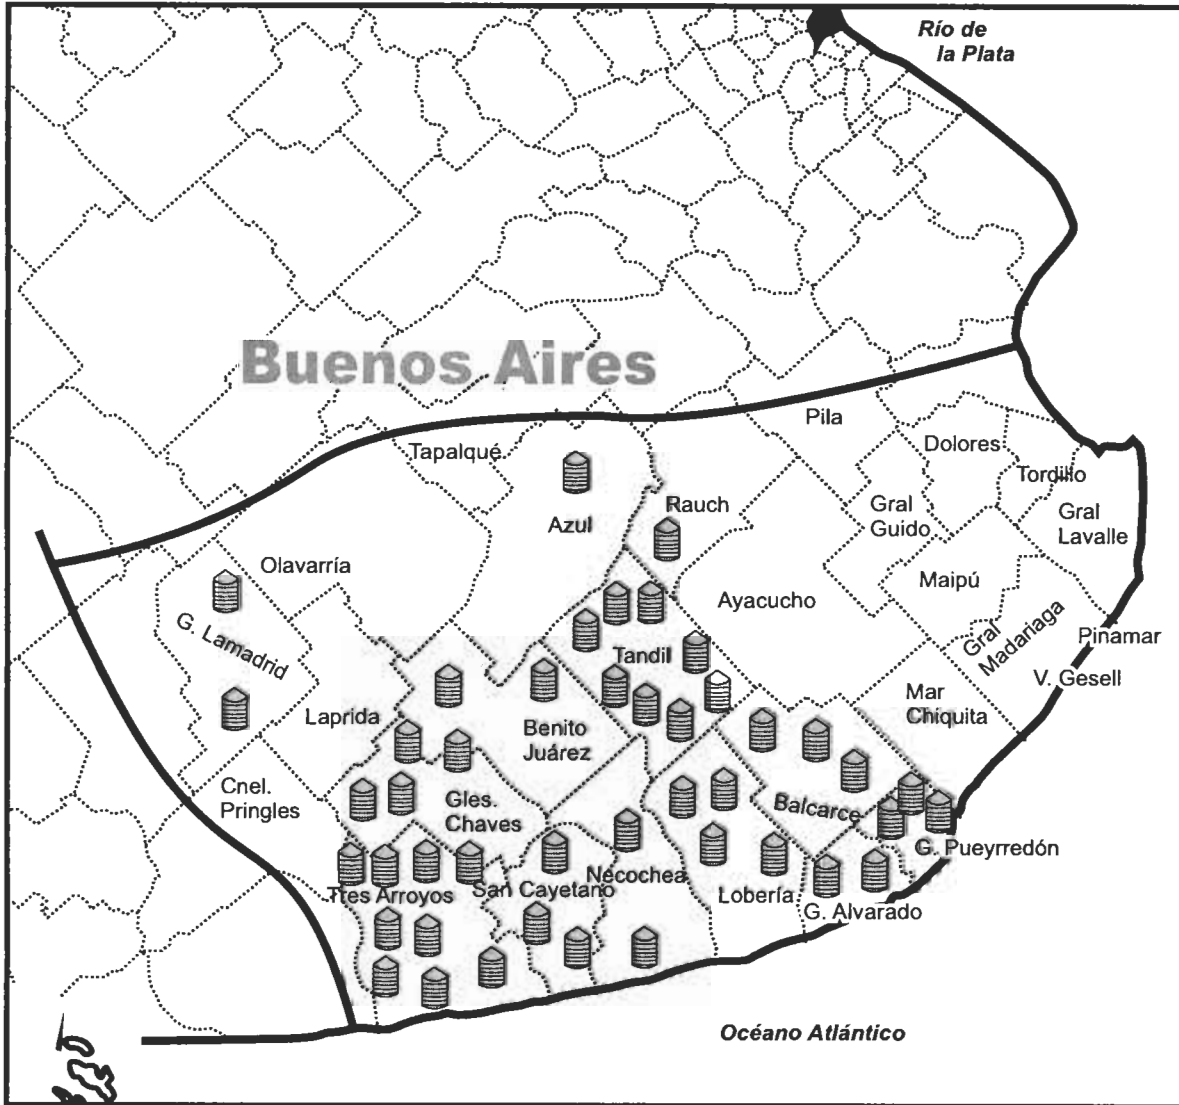 Río de
la Plata
Buenos Aires
Pila
Tapalqué
Dolores
Tordillo
Azul
Rauch
Gral
Guido
Gral
Lavalle
Olavarría
Maipú
Ayacucho
G. Lamadrid
Gral
Madariaga
Pinamar
Tandil
V. Gesell
Laprida
Mar
Chiquita
Benito
Juárez
Cnel.
Pringles
Gles.
Chaves
Balcarce
G. Pueyrredón
Necochea
Tres Arroyos
San Cayetano
Lobería
G. Alvarado
Océano Atlántico